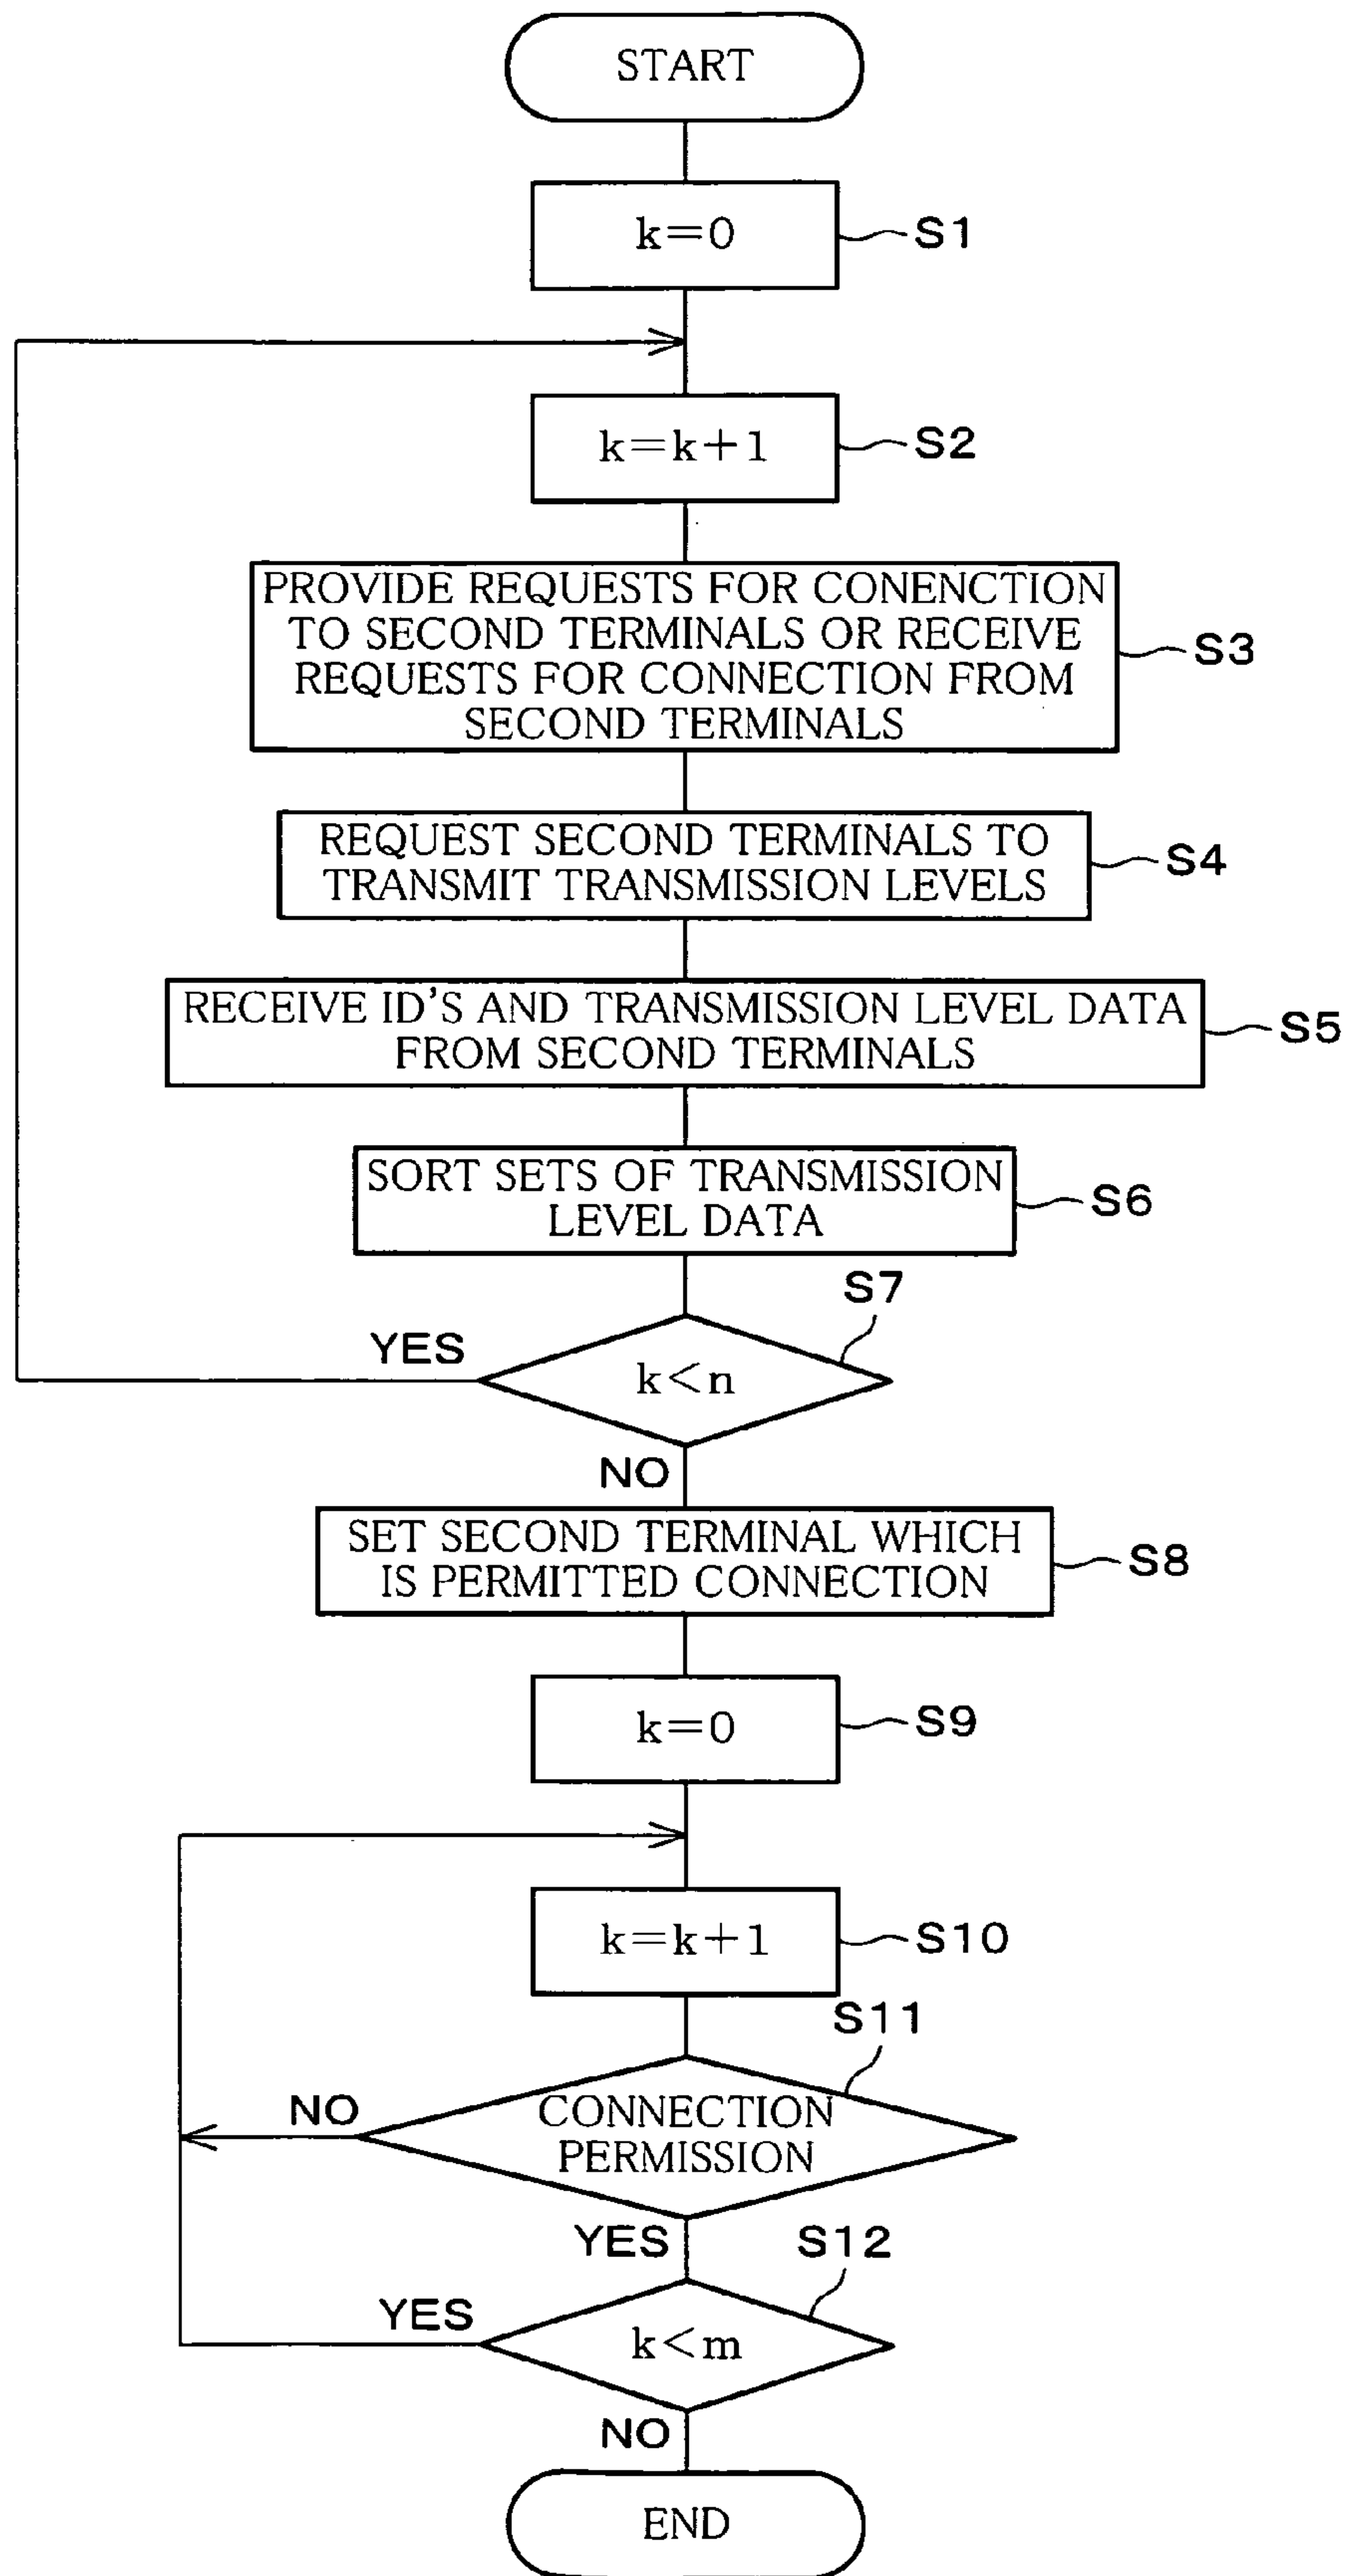 START
k=0
S1
k=k+1
S2
PROVIDE REQUESTS FOR CONENCTION
TO SECOND TERMINALS OR RECEIVE
REQUESTS FOR CONNECTION FROM
SECOND TERMINALS
S3
REQUEST SECOND TERMINALS TO
TRANSMIT TRANSMISSION LEVELS
S4
RECEIVE ID'S AND TRANSMISSION LEVEL DATA
FROM SECOND TERMINALS
S5
SORT SETS OF TRANSMISSION
LEVEL DATA
S6
S7
YES
k<n
NO
SET SECOND TERMINAL WHICH
IS PERMITTED CONNECTION
S8
k=0
S9
k=k+1
S10
S11
NO
CONNECTION
PERMISSION
YES
S12
YES
k<m
NO
END